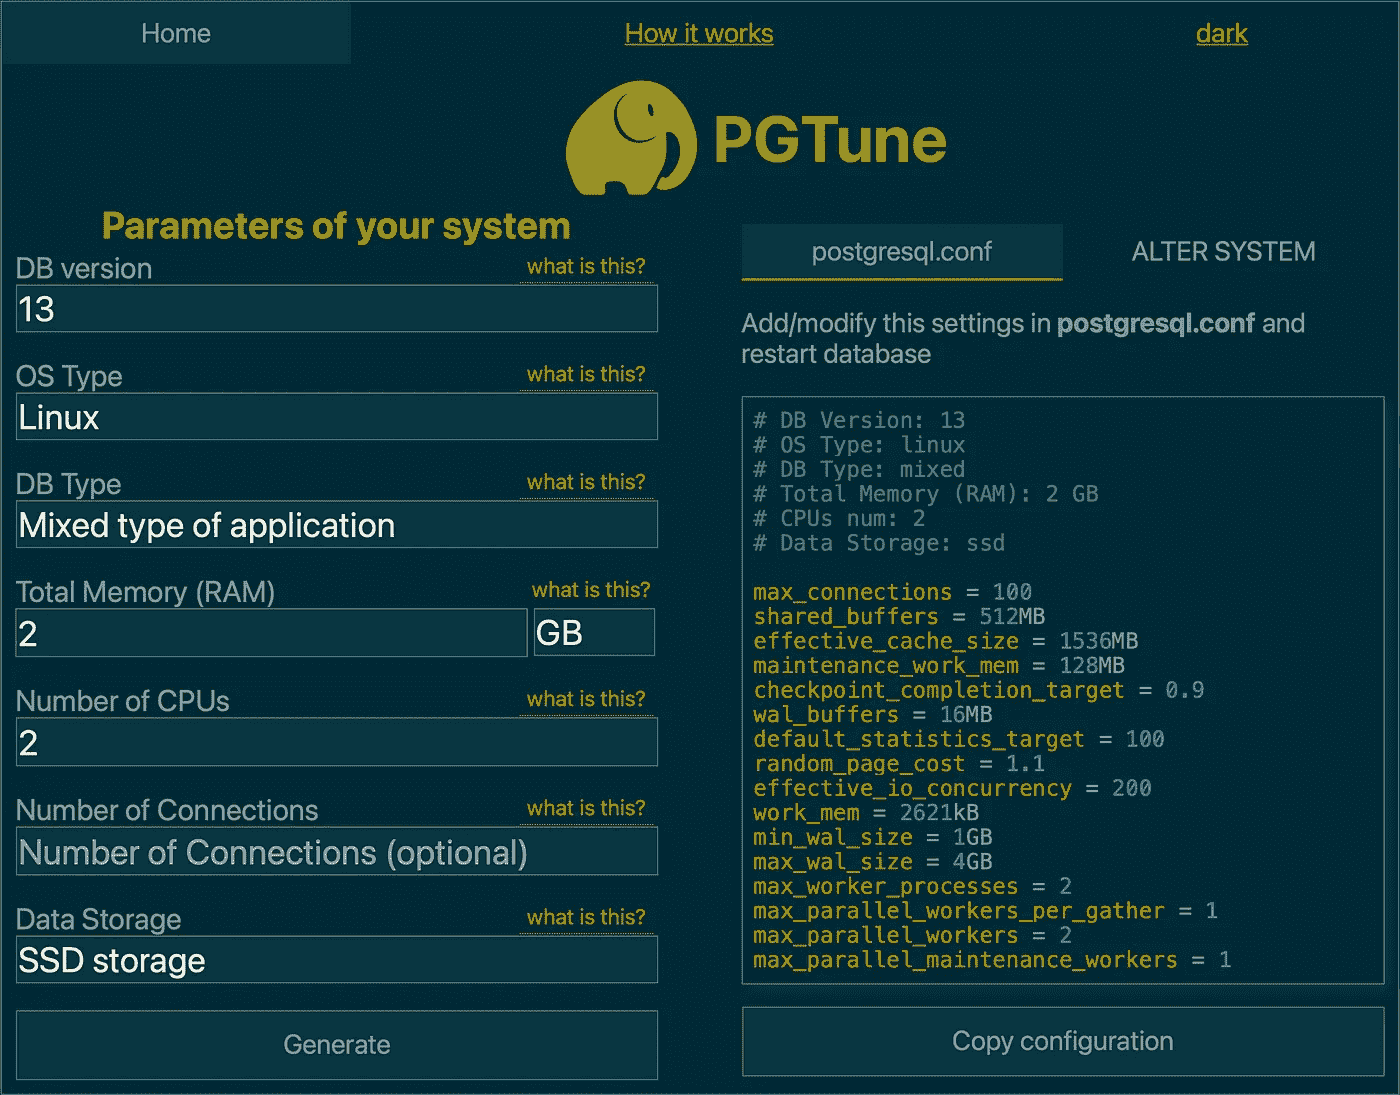 Home
How it works
dark
PGTune
Parameters of your system
DB version
what is this?
13
OS Type
what is this?
Linux
DB Type
what is this?
Mixed type of application
Total Memory (RAM)
what is this?
2
GB
Number of CPUs
what is this?
2
Number of Connections
what is this?
Number of Connections (optional)
Data Storage
what is this?
SSD storage
Generate
postgresql.conf
ALTER SYSTEM
Add/modify this settings in postgresql.conf and
restart database
# DB Version: 13
# OS Type: linux
# DB Type: mixed
# Total Memory (RAM): 2 GB
# CPUs num: 2
# Data Storage: ssd
max_connections = 100
shared_buffers = 512MB
effective_cache_size = 1536MB
maintenance_work_mem = 128MB
checkpoint_completion_target = 0.9
wal_buffers = 16MB
default_statistics_target = 100
random_page_cost = 1.1
effective_io_concurrency = 200
work_mem = 2621kB
min_wal_size = 1GB
max_wal_size = 4GB
max_worker_processes = 2
max_parallel_workers_per_gather = 1
max_parallel_workers = 2
max_parallel_maintenance_workers = 1
Copy configuration